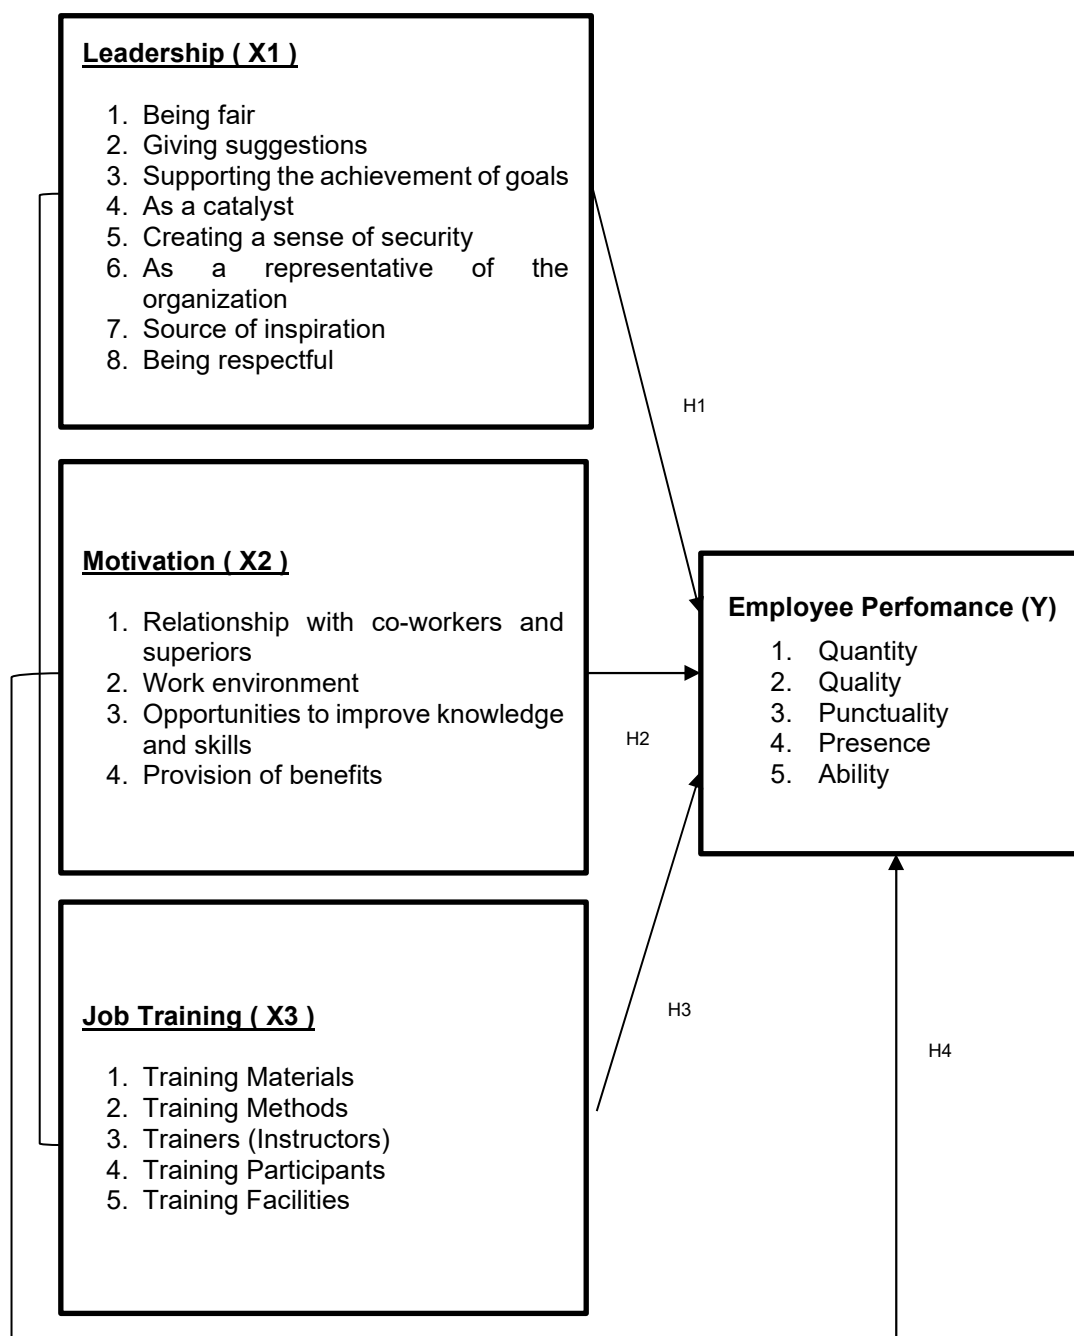 Leadership ( X1 )
1. Being fair
2. Giving suggestions
3. Supporting the achievement of goals
4. As a catalyst
5. Creating a sense of security
6. As a representative of the
organization
7. Source of inspiration
8. Being respectful
H1
Motivation ( X2 )
1. Relationship with co-workers and
superiors
2. Work environment
3. Opportunities to improve knowledge
and skills
4. Provision of benefits
H2
Employee Perfomance (Y)
1. Quantity
2. Quality
3. Punctuality
4. Presence
5. Ability
Job Training ( X3 )
1. Training Materials
2. Training Methods
3. Trainers (Instructors)
4. Training Participants
5. Training Facilities
H3
H4